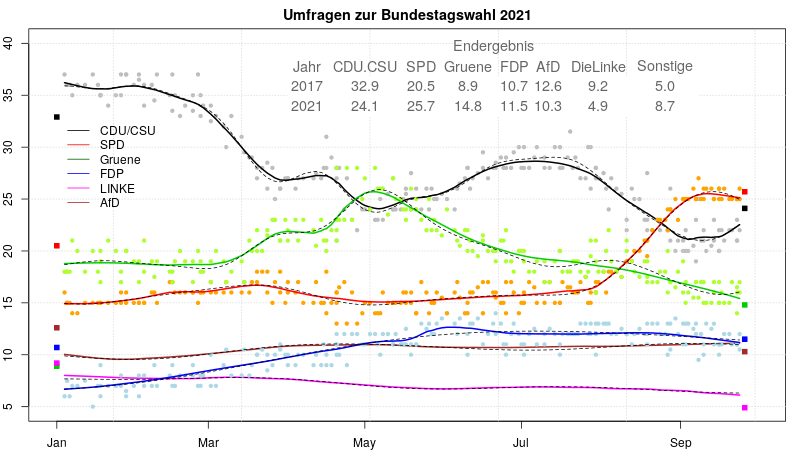 Umfragen zur Bundestagswahl 2021
Endergebnis
Jahr CDU.CSU SPD Gruene FDP AfD DieLinke Sonstige
2017 32.9 20.5 8.9 10.7 12.6 9.2 5.0
2021 24.1 25.7 14.8 11.5 10.3 4.9 8.7
CDU/CSU
SPD
Gruene
FDP
LINKE
AfD
40
35
30
25
20
15
10
5
Jan Mar May Jul Sep